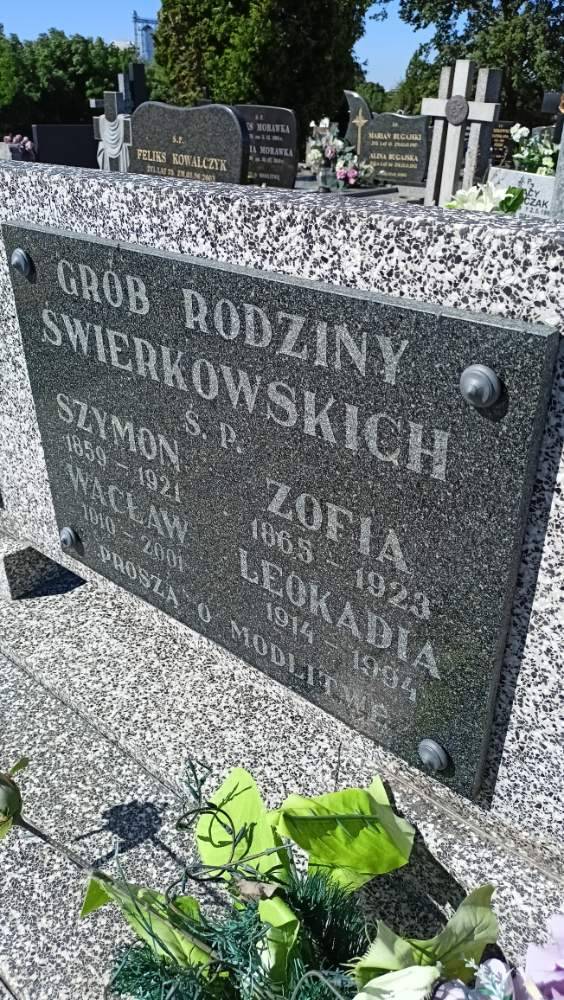 GRÓB RODZINY
ŚWIERKOWSKICH
Ś. P.
SZYMON
1859 – 1921
ZOFIA
1865 – 1923
WACŁAW
1910 – 2001
LEOKADIA
1914 – 1994
PROSZĄ O MODLITWĘ
Ś.P.
FELIKS KOWALCZYK
MORAWKA
MORAWKA
MARIAN BUGAJSKI
ALINA BUGAJSKA